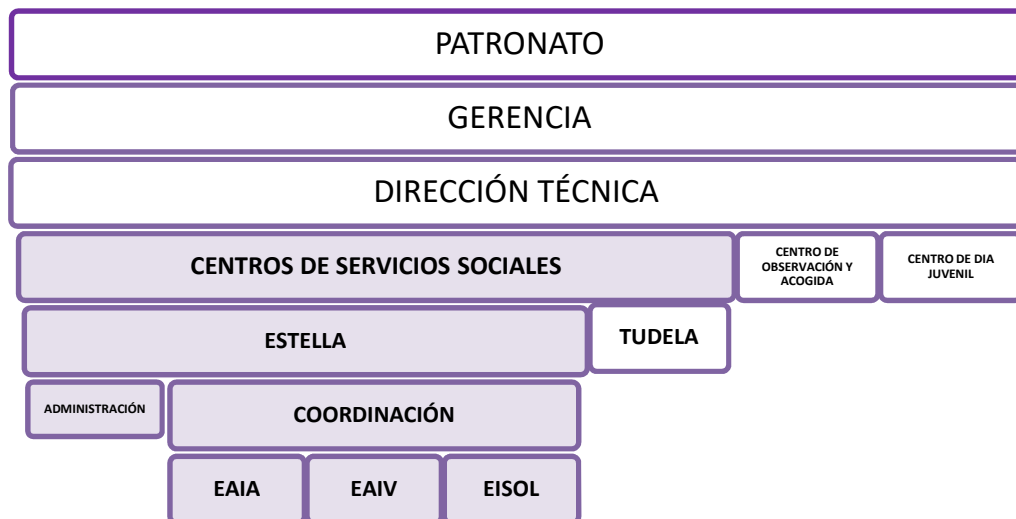 PATRONATO
GERENCIA
DIRECCIÓN TÉCNICA
CENTROS DE SERVICIOS SOCIALES
CENTRO DE
OBSERVACIÓN Y
ACOGIDA
CENTRO DE DIA
JUVENIL
ESTELLA
TUDELA
ADMINISTRACIÓN
COORDINACIÓN
EAIA
EAIV
EISOL